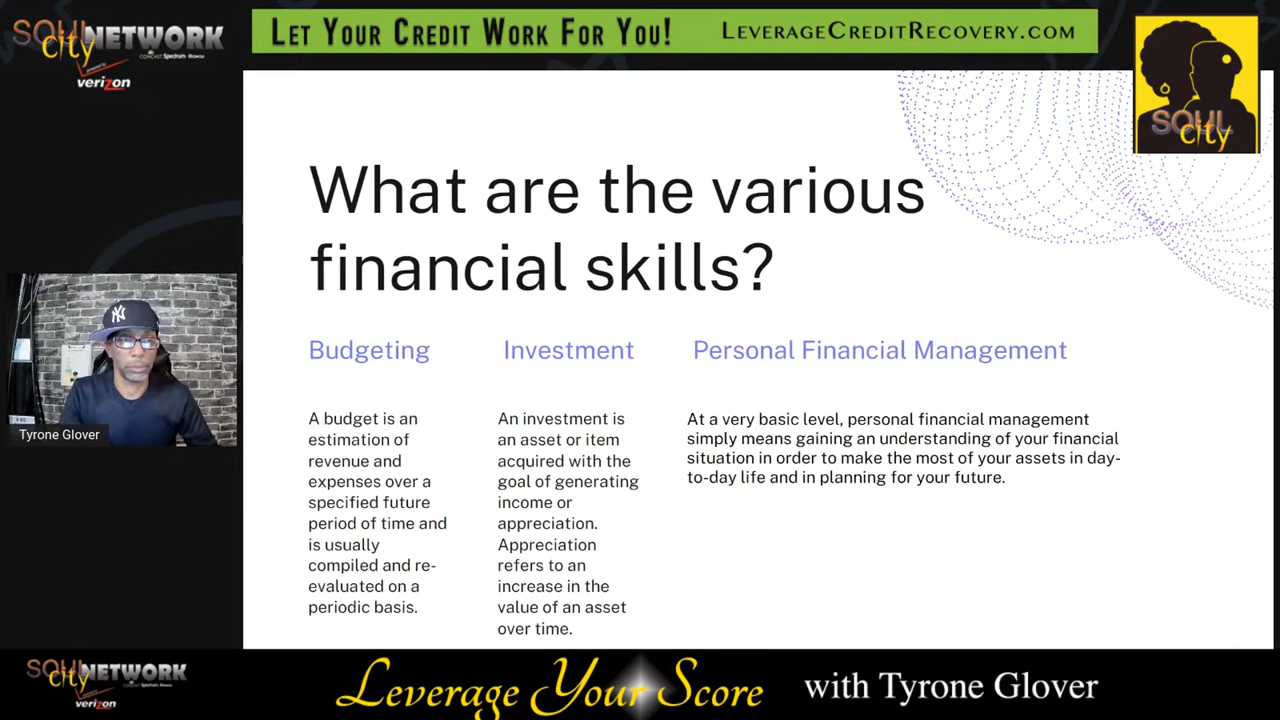 SOUL
city NETWORK
COMCAST Spectrum
powered by
verizon
LET YOUR CREDIT WORK FOR YOU!
LEVERAGECREDITRECOVERY.COM
SOUL
city
What are the various
financial skills?
Budgeting
A budget is an
estimation of
revenue and
expenses over a
specified future
period of time and
is usually
compiled and re-
evaluated on a
periodic basis.
Investment
An investment is
an asset or item
acquired with the
goal of generating
income or
appreciation.
Appreciation
refers to an
increase in the
value of an asset
over time.
Personal Financial Management
At a very basic level, personal financial management
simply means gaining an understanding of your financial
situation in order to make the most of your assets in day-
to-day life and in planning for your future.
NY
Tyrone Glover
SOUL
city NETWORK
verizon
Leverage Your Score
with Tyrone Glover